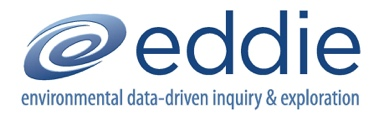 eddie
environmental data-driven inquiry & exploration